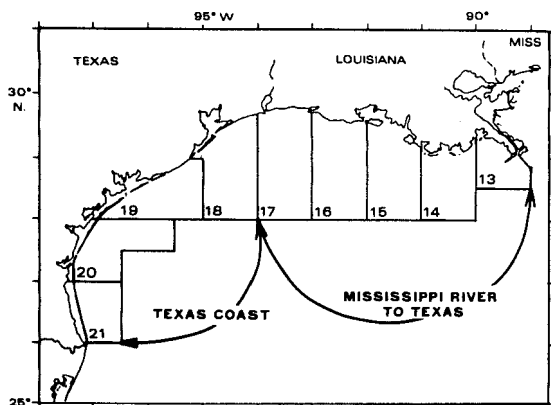 95° W 90°
TEXAS LOUISIANA MISS
30°
N.
13
19 18 17 16 15 14
20
TEXAS COAST
MISSISSIPPI RIVER
TO TEXAS
21
25°